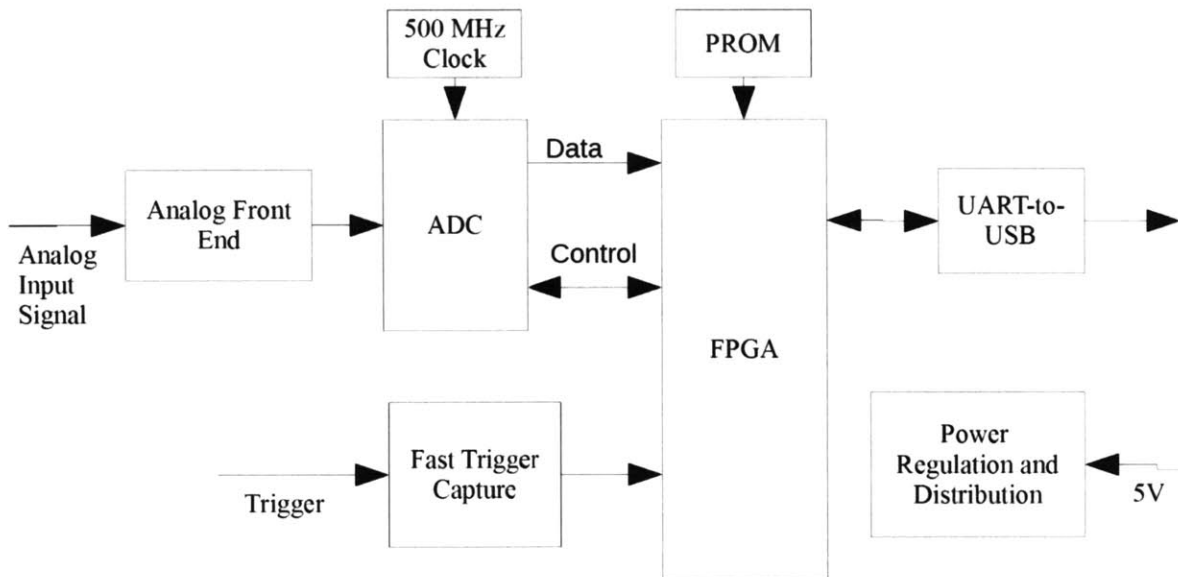 500 MHz
Clock
PROM
Data
Analog Front
End
ADC
UART-to-
USB
Analog
Input
Signal
Control
FPGA
Fast Trigger
Capture
Trigger
Power
Regulation and
Distribution
5V